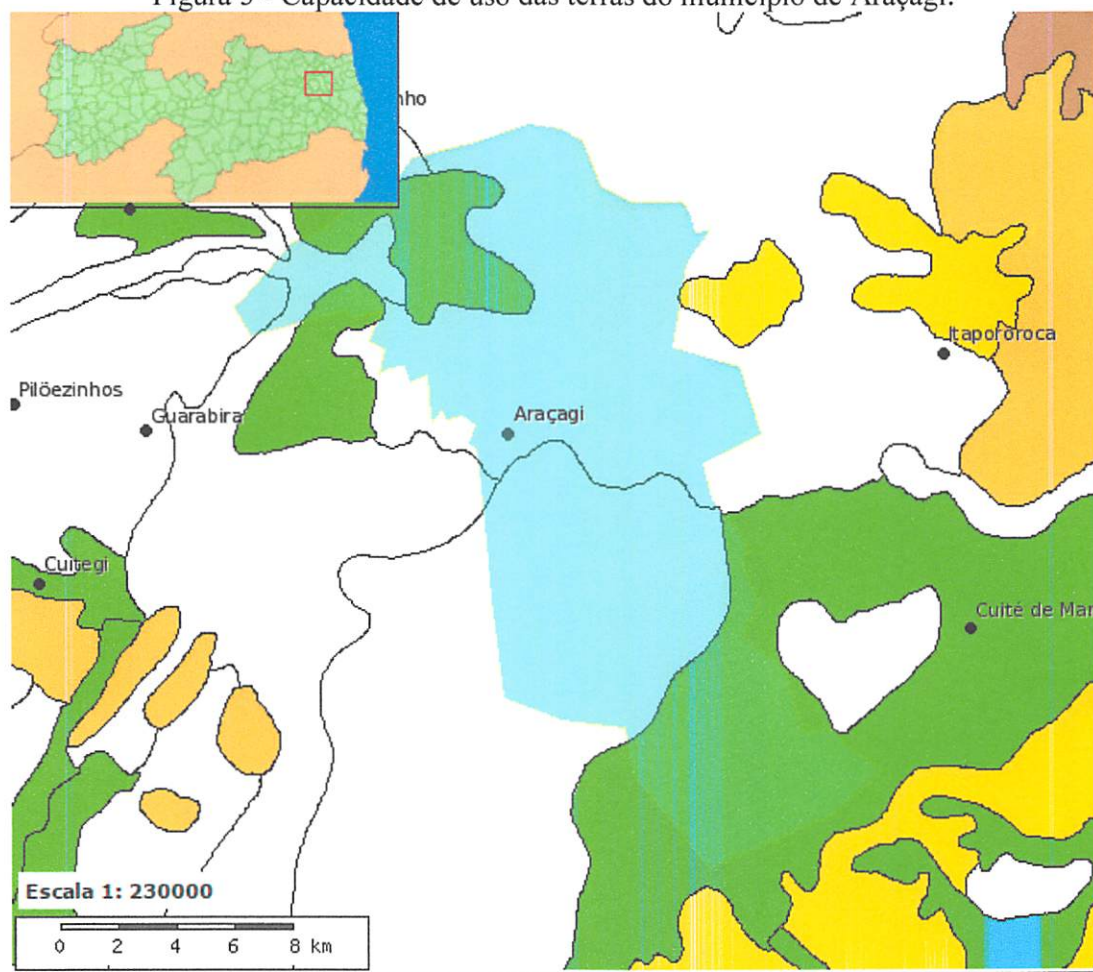 Figura 5 - Capacidade de uso das terras do município de Araçagi.
nho
Itapororoca
Pilõezinhos
Guarabira
Araçagi
Cuitegi
Cuité de Mar
Escala 1: 230000
0 2 4 6 8 km